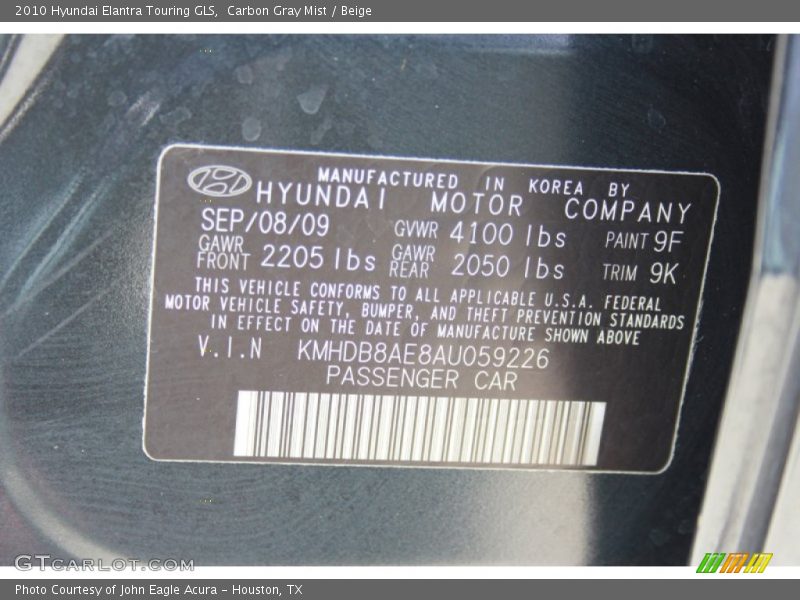 2010 Hyundai Elantra Touring GLS,  Carbon Gray Mist / Beige
MANUFACTURED IN KOREA BY
HYUNDAI MOTOR COMPANY
SEP/08/09 GVWR 4100 lbs PAINT 9F
GAWR FRONT 2205 lbs GAWR REAR 2050 lbs TRIM 9K
THIS VEHICLE CONFORMS TO ALL APPLICABLE U.S.A. FEDERAL
MOTOR VEHICLE SAFETY, BUMPER, AND THEFT PREVENTION STANDARDS
IN EFFECT ON THE DATE OF MANUFACTURE SHOWN ABOVE
V.I.N KMHDB8AE8AU059226
PASSENGER CAR
GTCARLOT.COM
Photo Courtesy of John Eagle Acura - Houston, TX